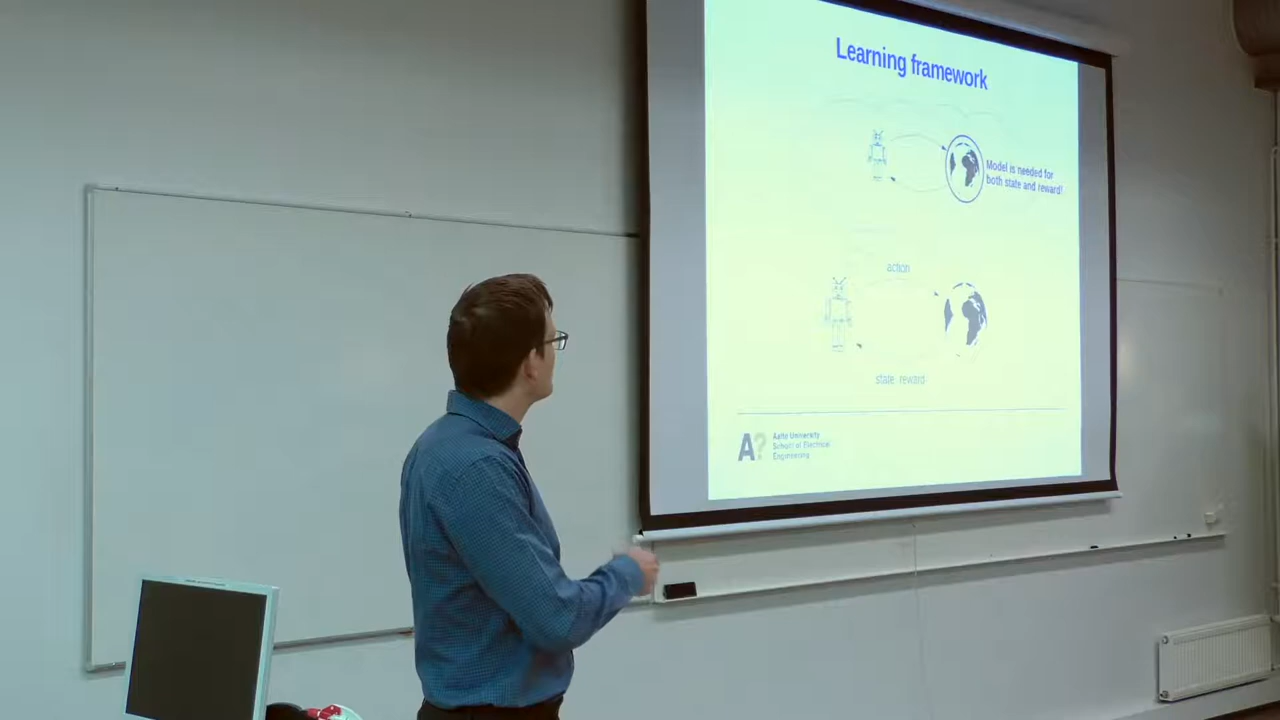 Learning framework
Model is needed for
both state and reward!
action
state reward
A?
Aalto University
School of Electrical
Engineering